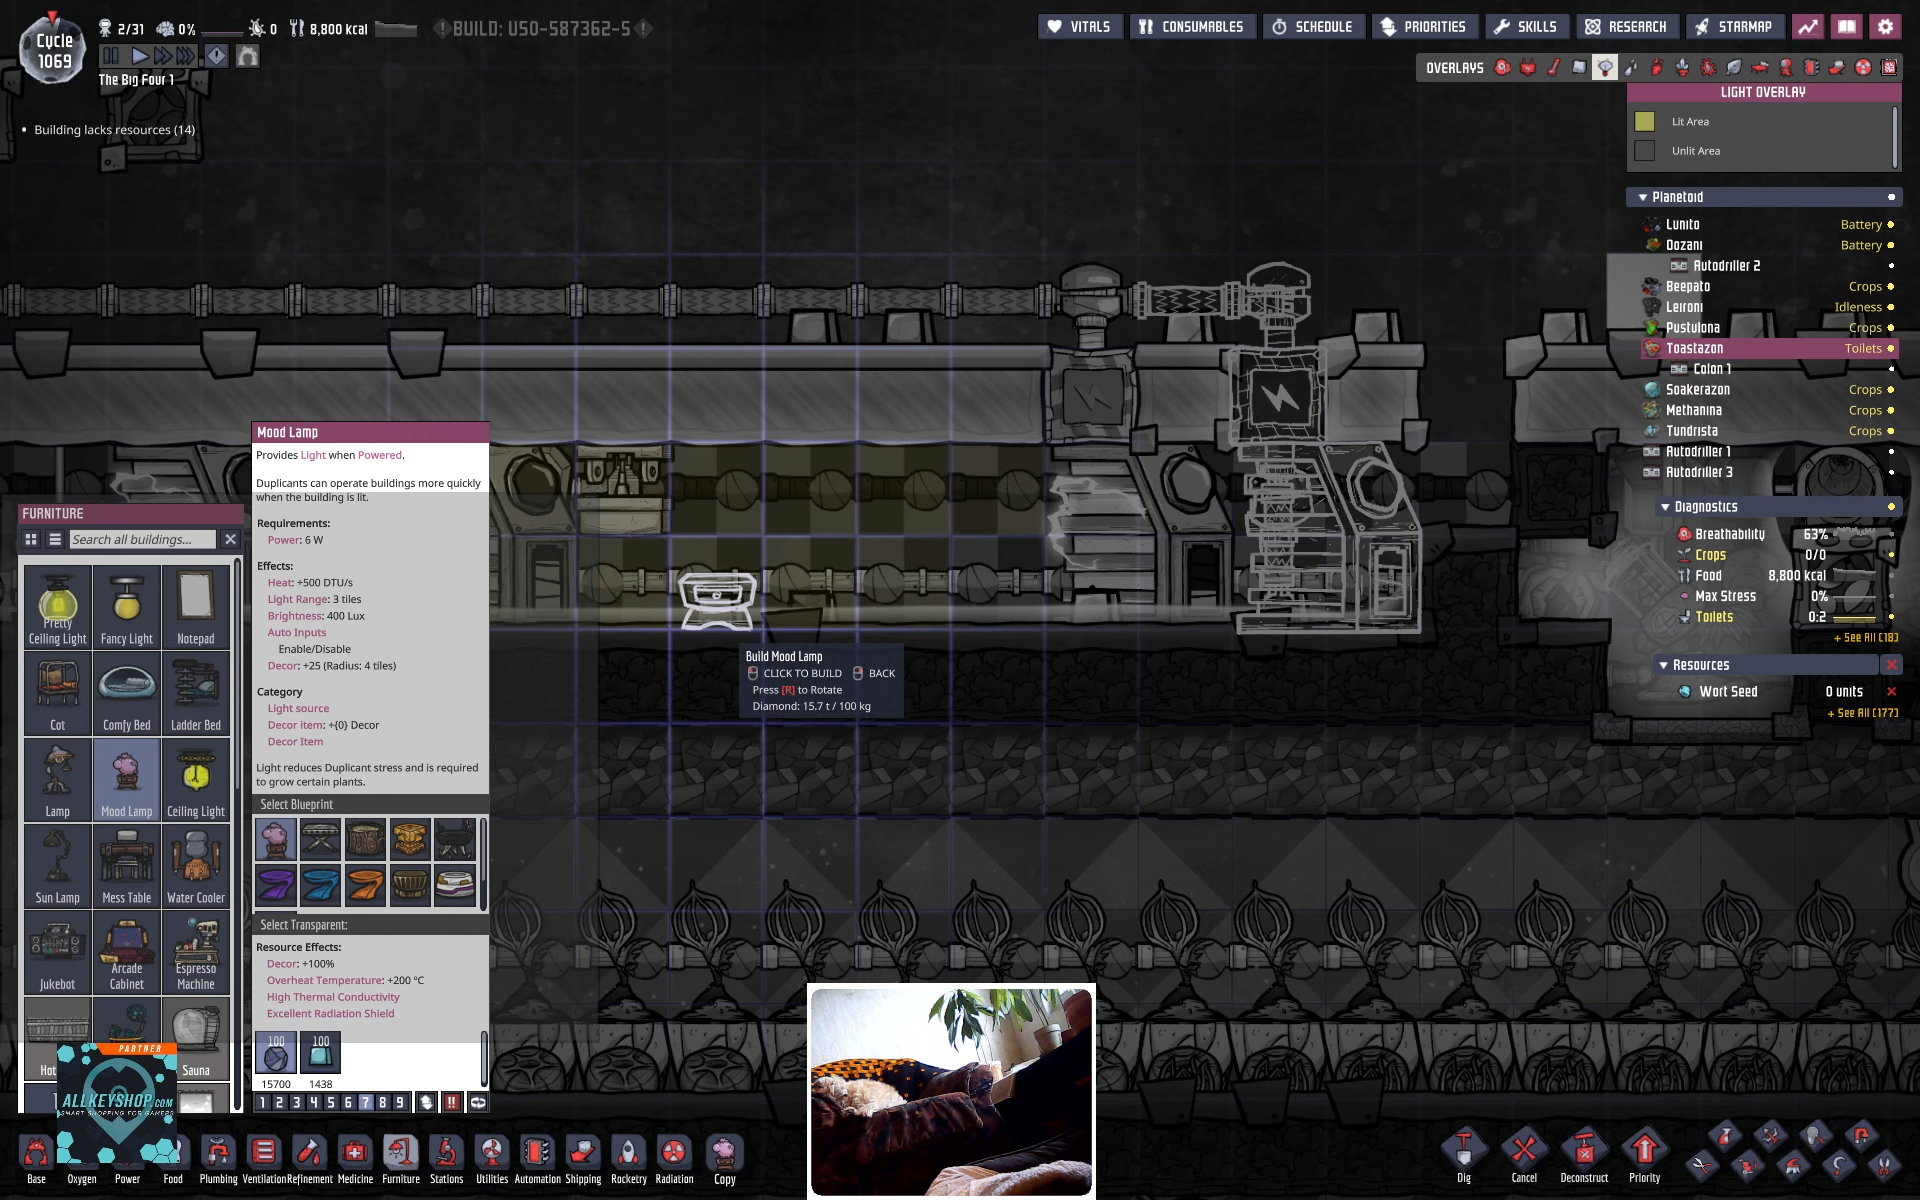 Cycle
1069
2/31
0%
0
8,800 kcal
BUILD: U50-587362-S
The Big Four 1
• Building lacks resources (14)
VITALS
CONSUMABLES
SCHEDULE
PRIORITIES
SKILLS
RESEARCH
STARMAP
OVERLAYS
LIGHT OVERLAY
Lit Area
Unlit Area
Planetoid
Lunito Battery
Oozani Battery
Autodriller 2
Beepato Crops
Leironi Idleness
Pustulona Crops
Toastazon Toilets
Colon 1
Soakerazon Crops
Methanina Crops
Tundrista Crops
Autodriller 1
Autodriller 3
Diagnostics
Breathability 63%
Crops 0/0
Food 8,800 kcal
Max Stress 0%
Toilets 0:2
+ See All (18)
Resources
Wort Seed 0 units
+ See All (177)
Mood Lamp
Provides Light when Powered.
Duplicants can operate buildings more quickly
when the building is lit.
Requirements:
Power: 6 W
Effects:
Heat: +500 DTU/s
Light Range: 3 tiles
Brightness: 400 Lux
Auto Inputs
Enable/Disable
Decor: +25 (Radius: 4 tiles)
Category
Light source
Decor item: +{0} Decor
Decor Item
Light reduces Duplicant stress and is required
to grow certain plants.
Select Blueprint
Select Transparent:
Resource Effects:
Decor: +100%
Overheat Temperature: +200 °C
High Thermal Conductivity
Excellent Radiation Shield
100 100
15700 1438
1 2 3 4 5 6 7 8 9 !!
Build Mood Lamp
CLICK TO BUILD BACK
Press [R] to Rotate
Diamond: 15.7 t / 100 kg
FURNITURE
Search all buildings...
Pretty
Ceiling Light
Fancy Light
Notepad
Cot
Comfy Bed
Ladder Bed
Lamp
Mood Lamp
Ceiling Light
Sun Lamp
Mess Table
Water Cooler
Jukebot
Arcade
Cabinet
Espresso
Machine
Hot
Sauna
PARTNER
ALLKEYSHOP.COM
SMART SHOPPING FOR GAMERS
Base
Oxygen
Power
Food
Plumbing
Ventilation
Refinement
Medicine
Furniture
Stations
Utilities
Automation
Shipping
Rocketry
Radiation
Copy
Dig
Cancel
Deconstruct
Priority